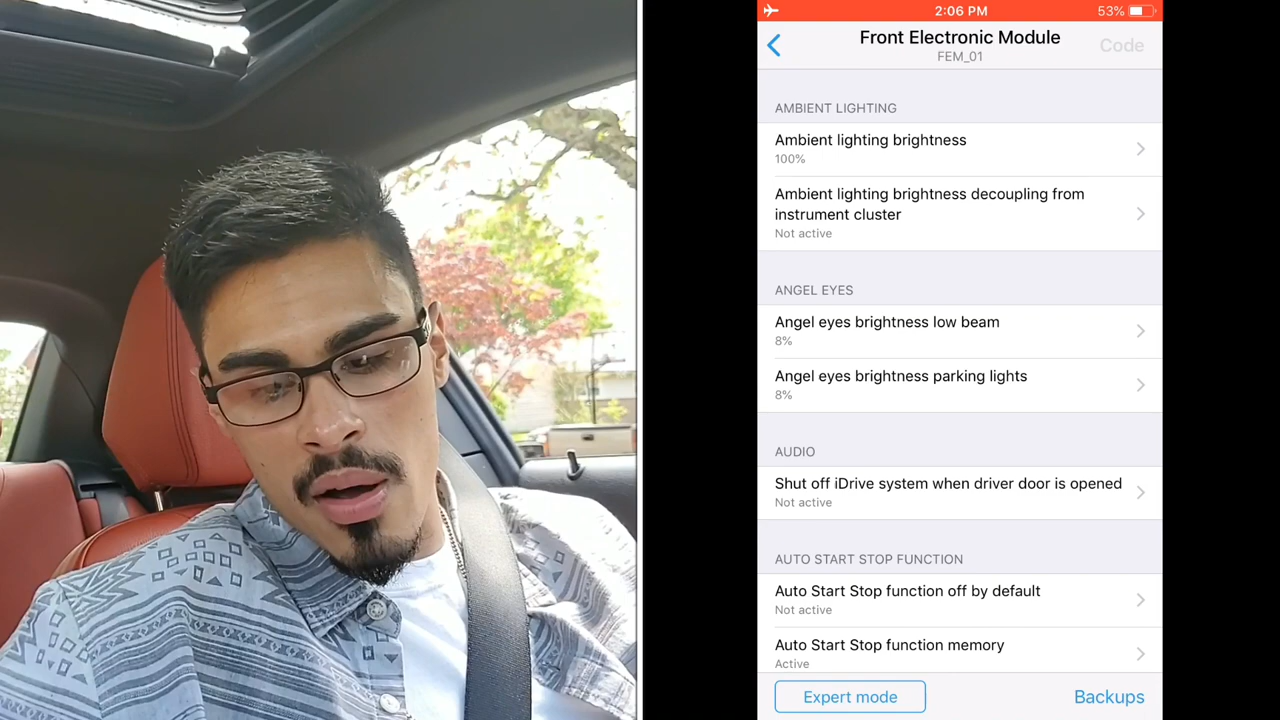 2:06 PM
53%
Front Electronic Module
Code
FEM_01
AMBIENT LIGHTING
Ambient lighting brightness
100%
Ambient lighting brightness decoupling from
instrument cluster
Not active
ANGEL EYES
Angel eyes brightness low beam
8%
Angel eyes brightness parking lights
8%
AUDIO
Shut off iDrive system when driver door is opened
Not active
AUTO START STOP FUNCTION
Auto Start Stop function off by default
Not active
Auto Start Stop function memory
Active
Expert mode
Backups